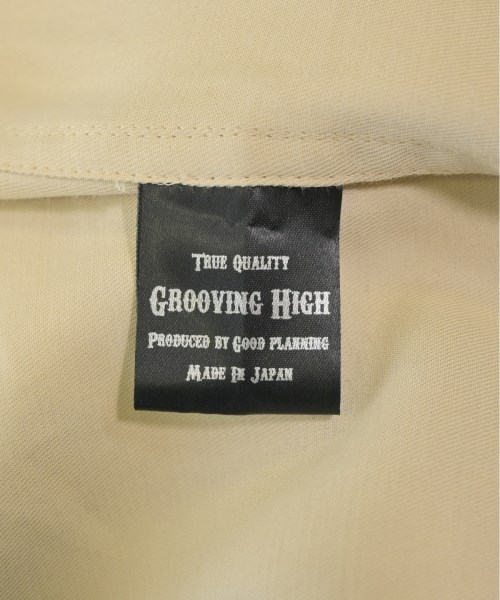 True Quality
Grooving High
Produced by Good planning
Made In Japan